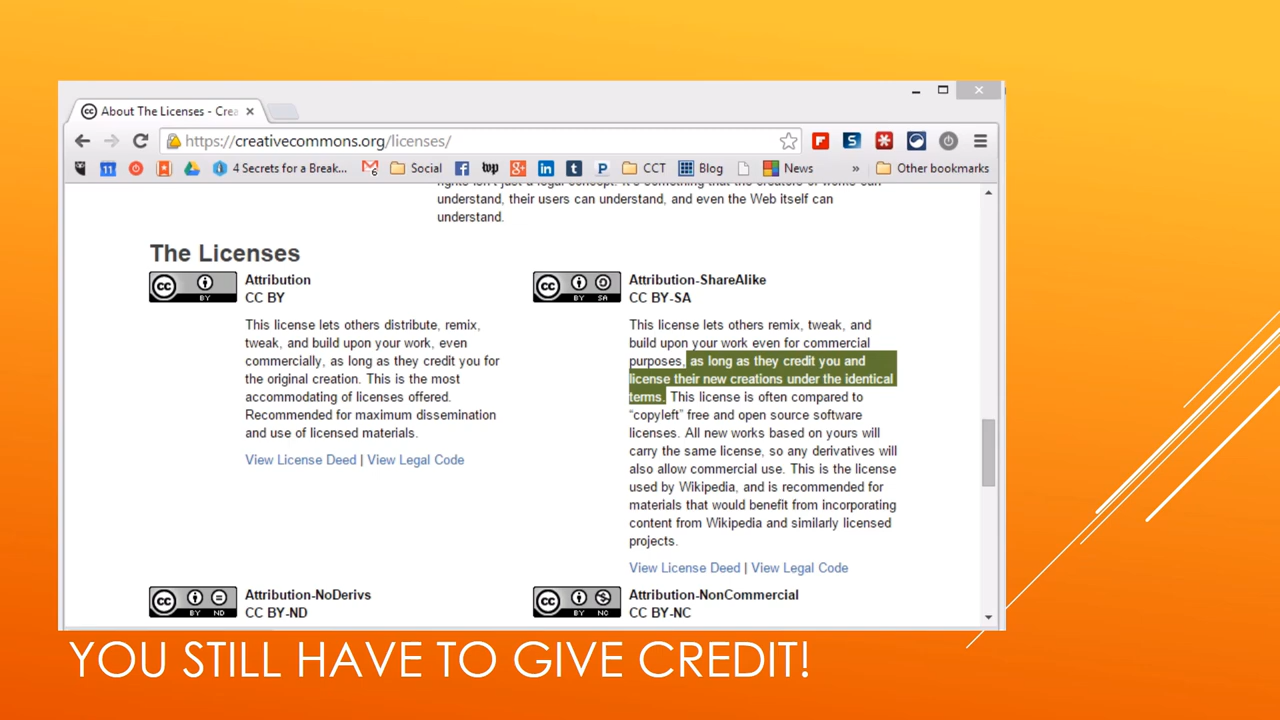 About The Licenses - Crea
https://creativecommons.org/licenses/
11 4 Secrets for a Break... 6 Social wp CCT Blog News » Other bookmarks
understand, their users can understand, and even the Web itself can
understand.
The Licenses
Attribution
CC BY
This license lets others distribute, remix,
tweak, and build upon your work, even
commercially, as long as they credit you for
the original creation. This is the most
accommodating of licenses offered.
Recommended for maximum dissemination
and use of licensed materials.
View License Deed | View Legal Code
Attribution-ShareAlike
CC BY-SA
This license lets others remix, tweak, and
build upon your work even for commercial
purposes, as long as they credit you and
license their new creations under the identical
terms. This license is often compared to
“copyleft” free and open source software
licenses. All new works based on yours will
carry the same license, so any derivatives will
also allow commercial use. This is the license
used by Wikipedia, and is recommended for
materials that would benefit from incorporating
content from Wikipedia and similarly licensed
projects.
View License Deed | View Legal Code
Attribution-NoDerivs
CC BY-ND
Attribution-NonCommercial
CC BY-NC
YOU STILL HAVE TO GIVE CREDIT!